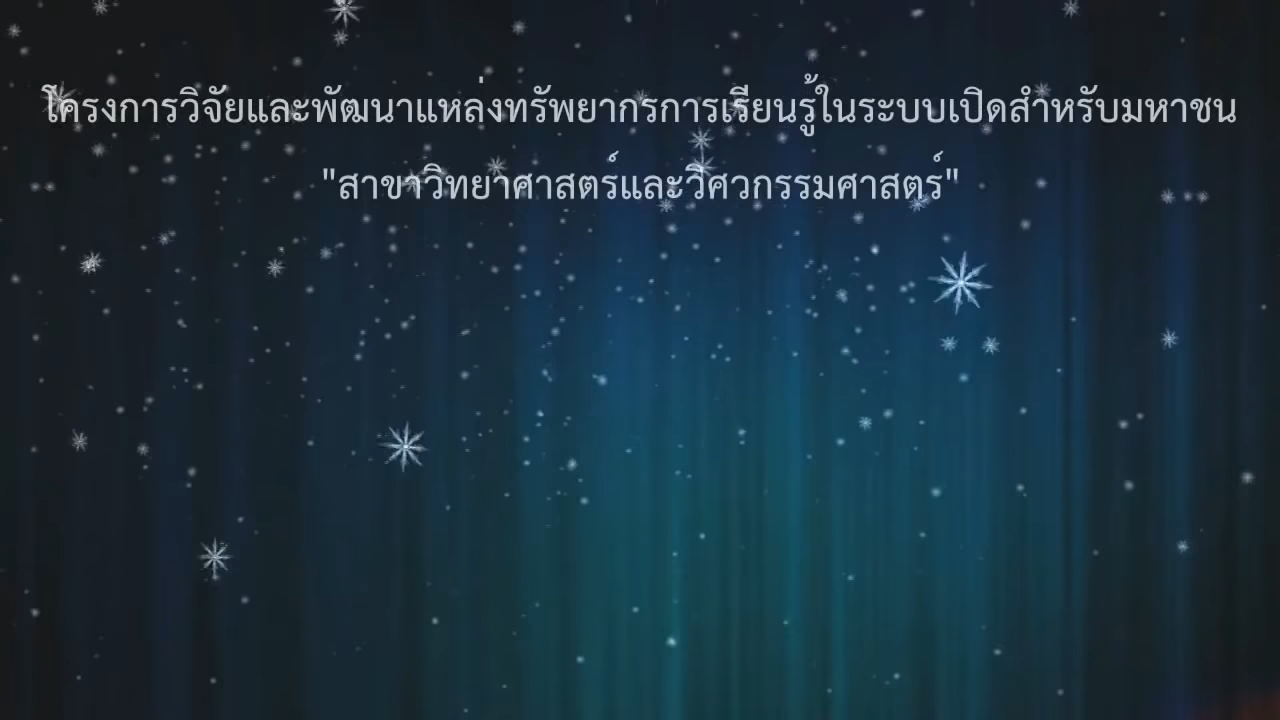 โครงการวิจัยและพัฒนาแหล่งทรัพยากรการเรียนรู้ในระบบเปิดสำหรับมหาชน
"สาขาวิทยาศาสตร์และวิศวกรรมศาสตร์"